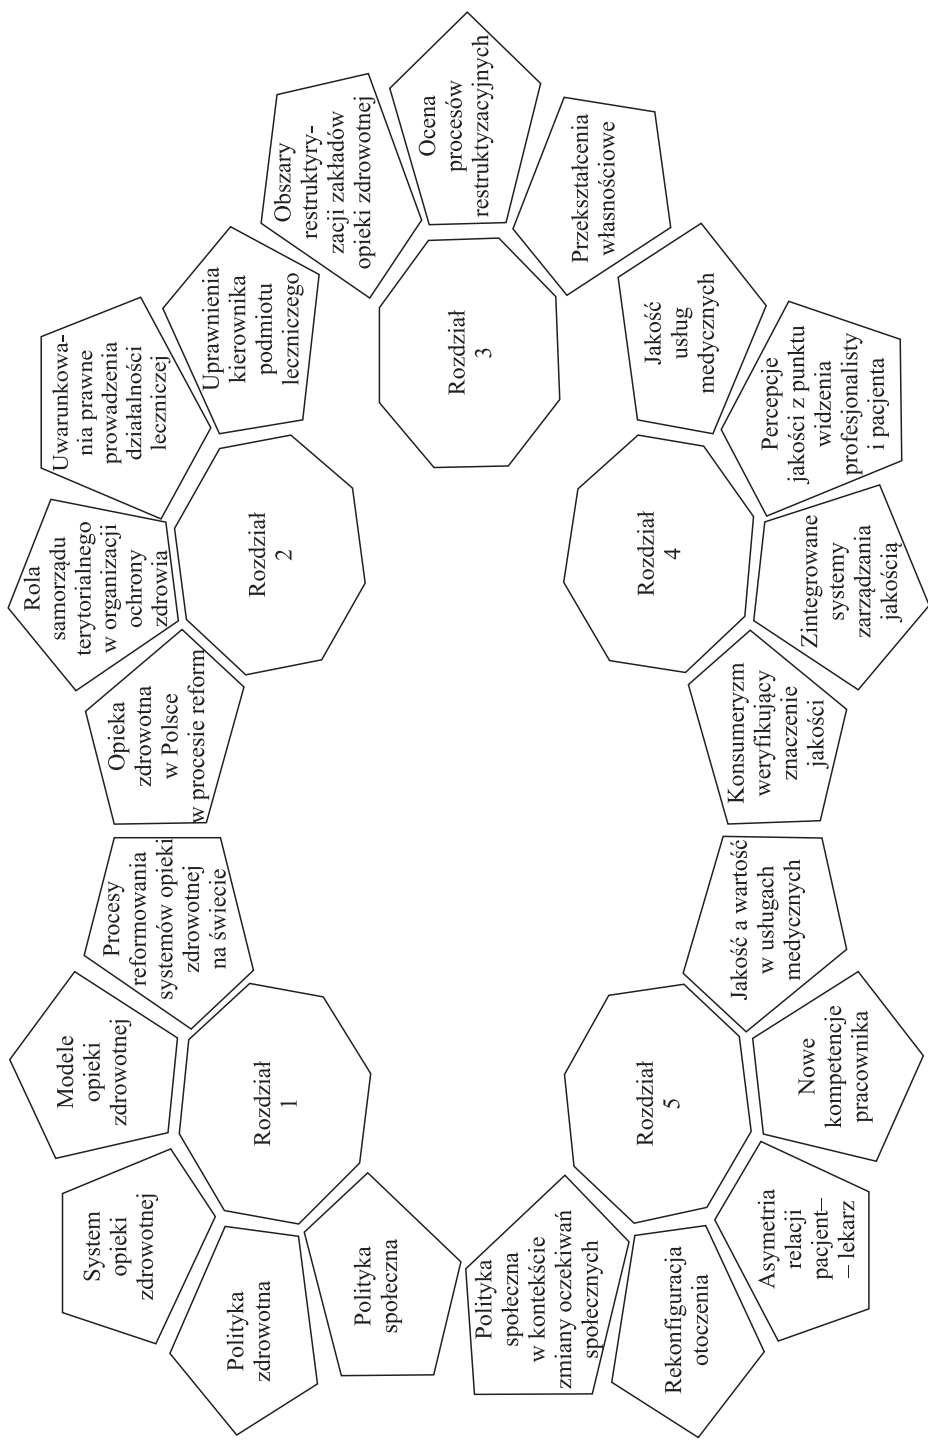 Polityka
społeczna
Polityka
zdrowotna
System
opieki
zdrowotnej
Modele
opieki
zdrowotnej
Procesy
reformowania
systemów opieki
zdrowotnej
na świecie
Rozdział
1
Opieka
zdrowotna
w Polsce
w procesie reform
Rola
samorządu
terytorialnego
w organizacji
ochrony
zdrowia
Uwarunkowa-
nia prawne
prowadzenia
działalności
leczniczej
Uprawnienia
kierownika
podmiotu
leczniczego
Rozdział
2
Obszary
restruktyry-
zacji zakładów
opieki zdrowotnej
Ocena
procesów
restruktyzacyjnych
Przekształcenia
własnościowe
Rozdział
3
Jakość
usług
medycznych
Percepcje
jakości z punktu
widzenia
profesjonalisty
i pacjenta
Zintegrowane
systemy
zarządzania
jakością
Konsumeryzm
weryfikujący
znaczenie
jakości
Rozdział
4
Jakość a wartość
w usługach
medycznych
Nowe
kompetencje
pracownika
Asymetria
relacji
pacjent–
– lekarz
Rekonfiguracja
otoczenia
Polityka
społeczna
w kontekście
zmiany oczekiwań
społecznych
Rozdział
5